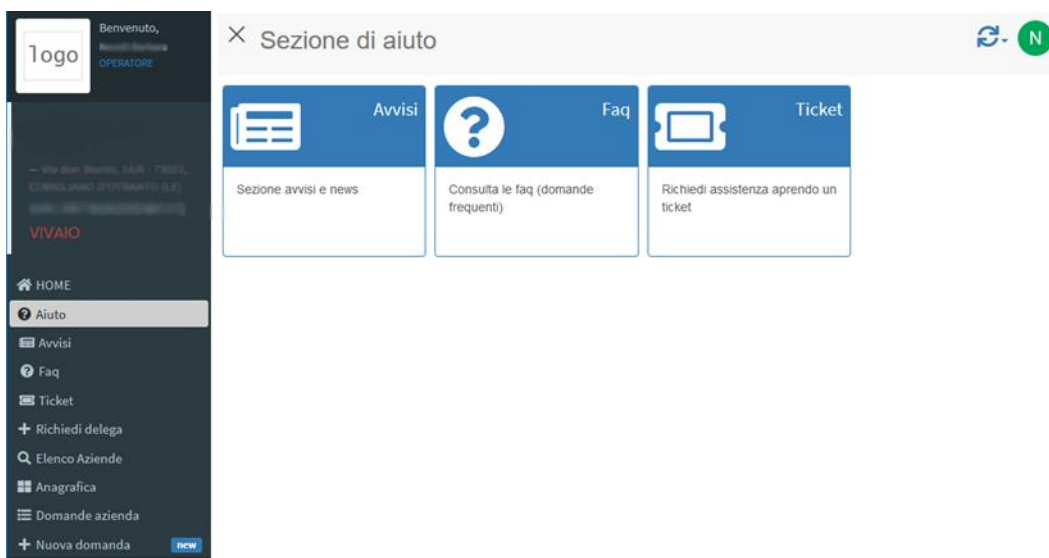 logo
Benvenuto,
OPERATORE
VIVAIO
HOME
Aiuto
Avvisi
Faq
Ticket
Richiedi delega
Elenco Aziende
Anagrafica
Domande azienda
Nuova domanda new
Sezione di aiuto
N
Avvisi
Sezione avvisi e news
Faq
Consulta le faq (domande
frequenti)
Ticket
Richiedi assistenza aprendo un
ticket